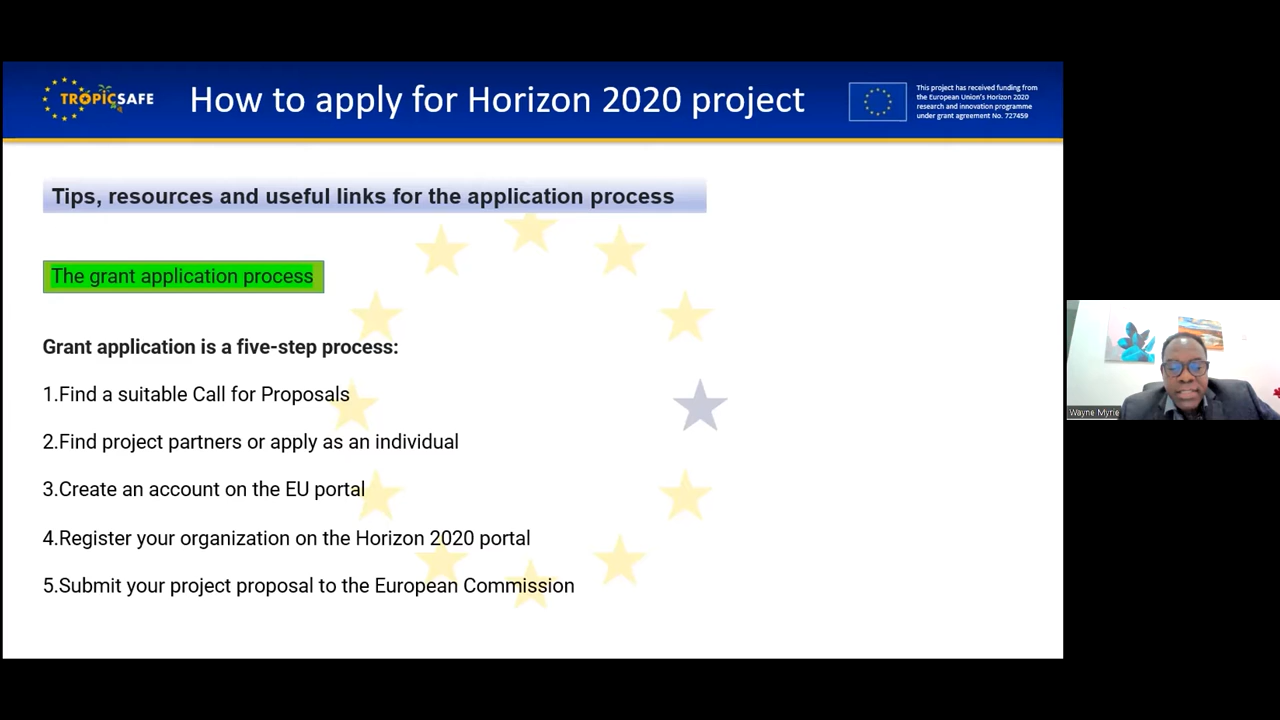 TROPICSAFE
How to apply for Horizon 2020 project
This project has received funding from
the European Union's Horizon 2020
research and innovation programme
under grant agreement No. 727459
Tips, resources and useful links for the application process
The grant application process
Grant application is a five-step process:
1.Find a suitable Call for Proposals
2.Find project partners or apply as an individual
3.Create an account on the EU portal
4.Register your organization on the Horizon 2020 portal
5.Submit your project proposal to the European Commission
Wayne Myrie